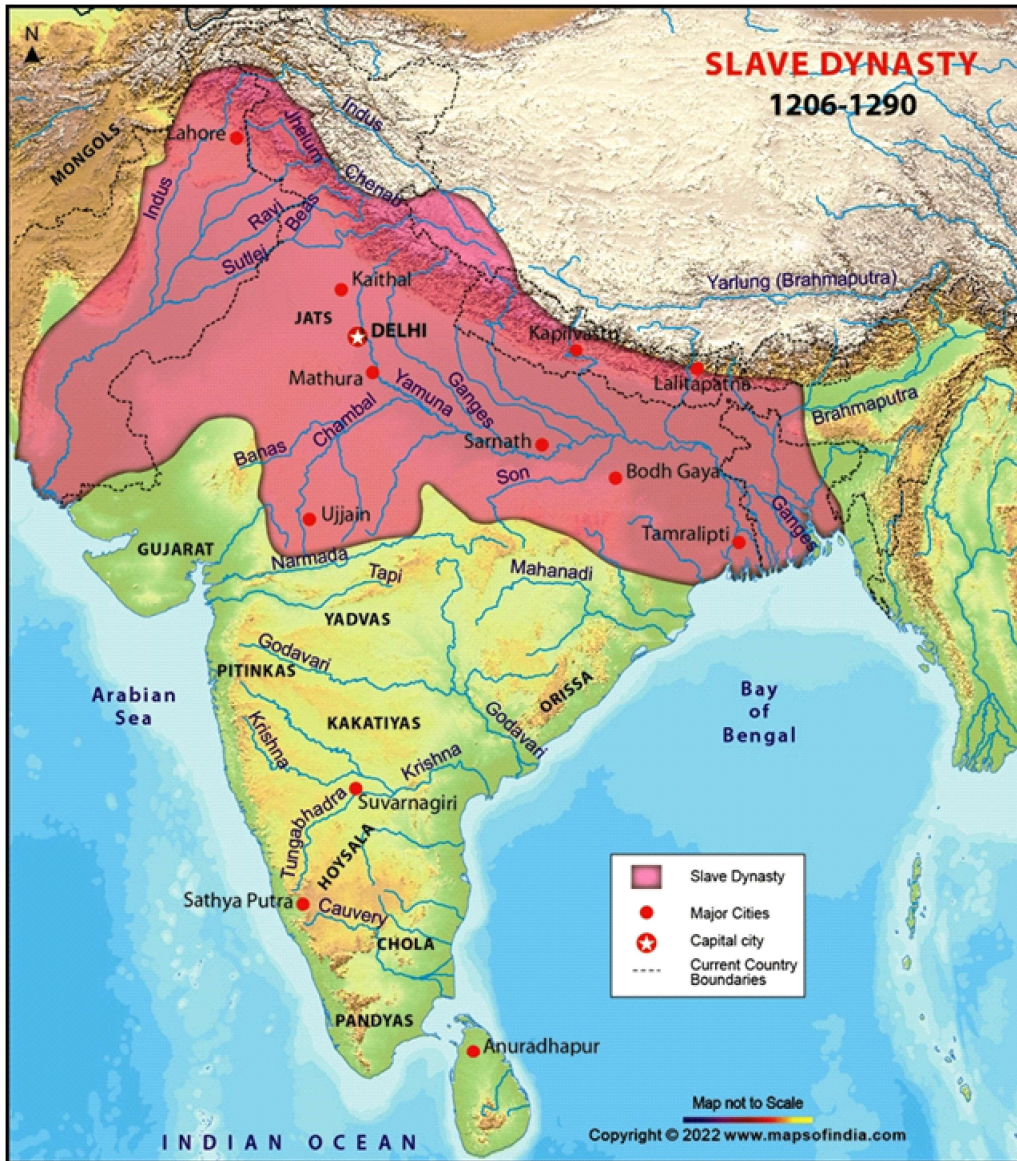 N
SLAVE DYNASTY
1206-1290
MONGOLS
Lahore
Indus
Jhelum
Chenab
Indus
Ravi
Beas
Sutlej
Kaithal
JATS
DELHI
Mathura
Yamuna
Ganges
Kapilvastu
Lalitapatna
Yarlung (Brahmaputra)
Brahmaputra
Banas
Chambal
Sarnath
Son
Bodh Gaya
Ujjain
Tamralipti
Ganges
GUJARAT
Narmada
Tapi
Mahanadi
YADVAS
PITINKAS
Godavari
ORISSA
Arabian
Sea
Bay
of
Bengal
KAKATIYAS
Godavari
Krishna
Krishna
Suvarnagiri
Tungabhadra
HOYSALA
Sathya Putra
Cauvery
CHOLA
PANDYAS
Anuradhapur
Slave Dynasty
Major Cities
Capital city
Current Country
Boundaries
Map not to Scale
Copyright © 2022 www.mapsofindia.com
INDIAN OCEAN